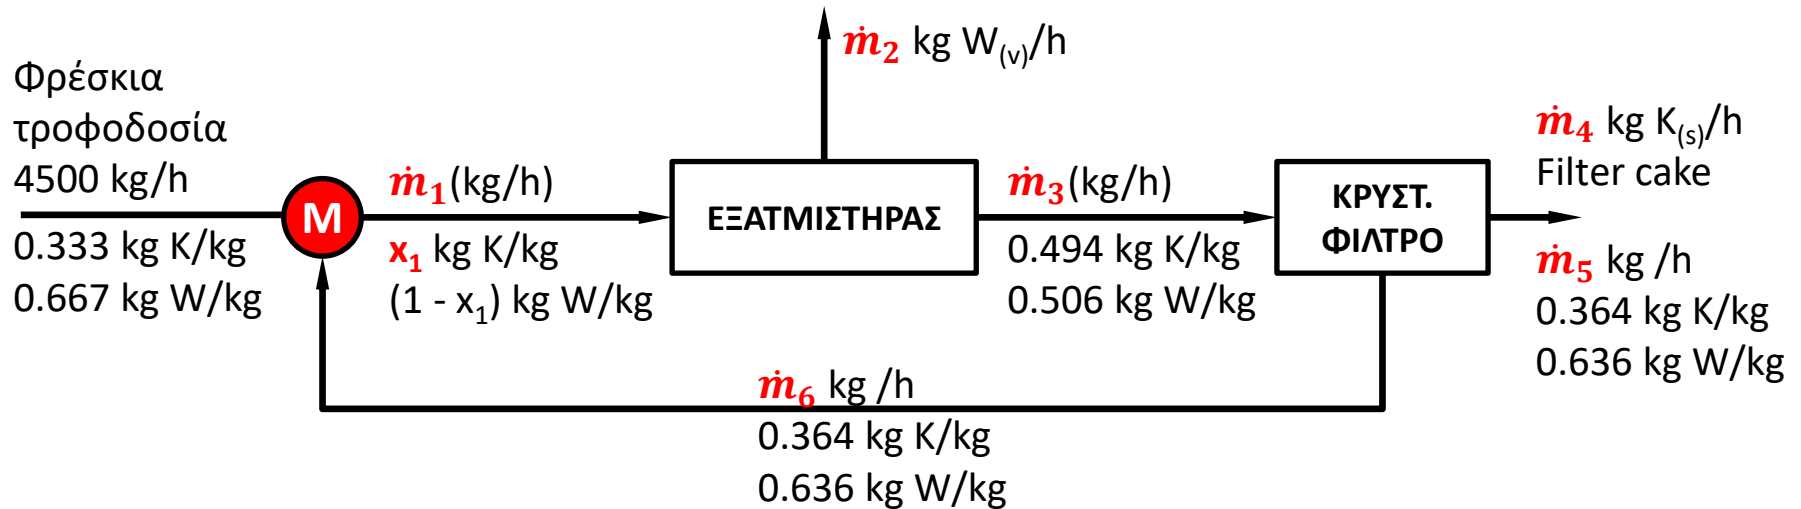 Φρέσκια
τροφοδοσία
4500 kg/h
0.333 kg K/kg
0.667 kg W/kg
M
ṁ₁(kg/h)
x₁ kg K/kg
(1 - x₁) kg W/kg
ṁ₂ kg W₍ᵥ₎/h
ΕΞΑΤΜΙΣΤΗΡΑΣ
ṁ₃(kg/h)
0.494 kg K/kg
0.506 kg W/kg
ΚΡΥΣΤ.
ΦΙΛΤΡΟ
ṁ₄ kg K₍ₛ₎/h
Filter cake
ṁ₅ kg /h
0.364 kg K/kg
0.636 kg W/kg
ṁ₆ kg /h
0.364 kg K/kg
0.636 kg W/kg